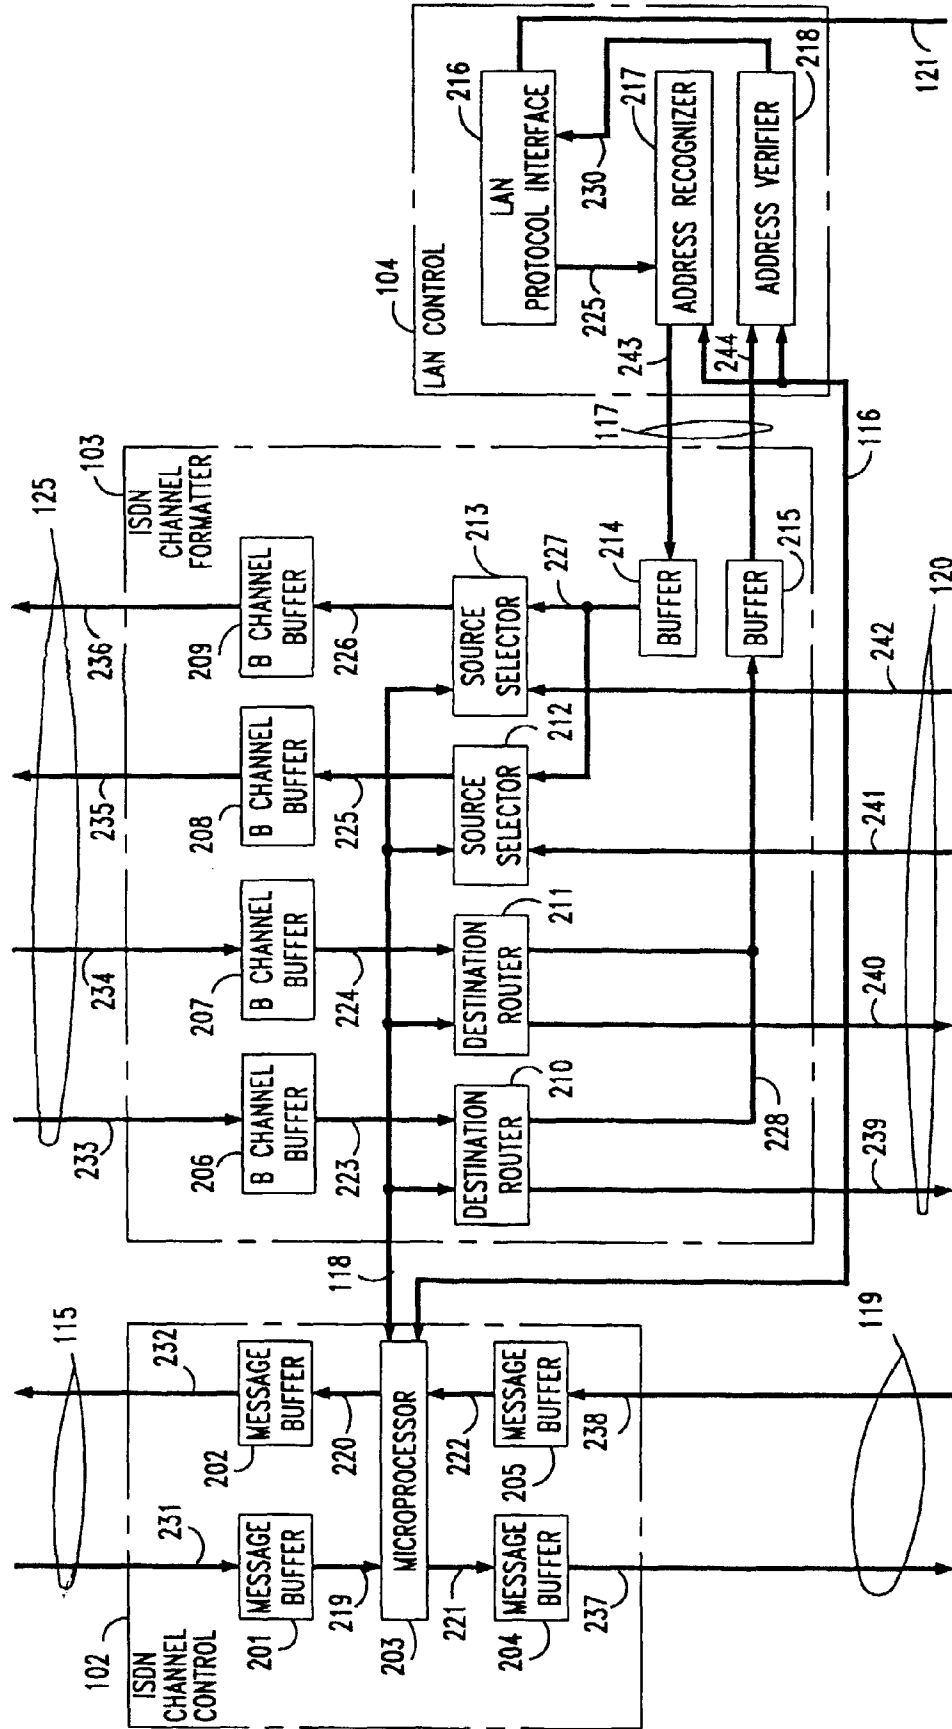 115
125
231
232
233
234
235
236
102
ISDN
CHANNEL
CONTROL
201
MESSAGE
BUFFER
202
MESSAGE
BUFFER
219
220
203
MICROPROCESSOR
221
222
204
MESSAGE
BUFFER
205
MESSAGE
BUFFER
237
238
119
118
103
ISDN
CHANNEL
FORMATTER
206
B CHANNEL
BUFFER
207
B CHANNEL
BUFFER
208
B CHANNEL
BUFFER
209
B CHANNEL
BUFFER
223
224
225
226
DESTINATION
ROUTER
210
DESTINATION
ROUTER
211
SOURCE
SELECTOR
212
SOURCE
SELECTOR
213
227
BUFFER
214
228
BUFFER
215
239
240
241
242
120
117
243
244
116
104
LAN CONTROL
LAN
PROTOCOL INTERFACE
216
225
230
ADDRESS RECOGNIZER
217
ADDRESS VERIFIER
218
121